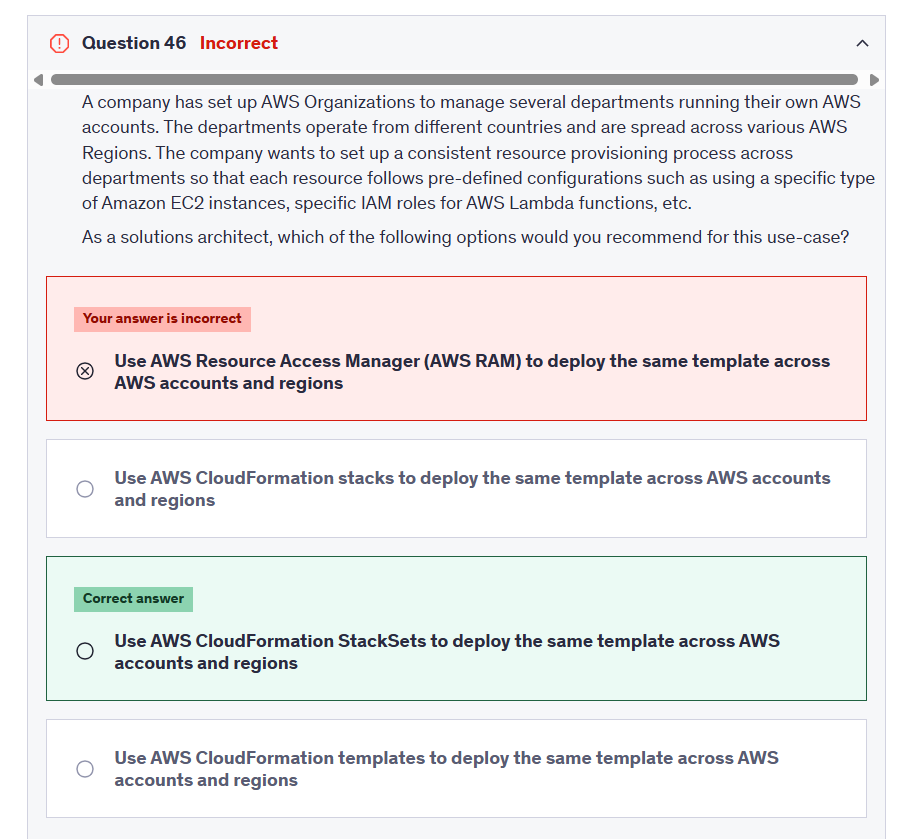 Question 46 Incorrect
A company has set up AWS Organizations to manage several departments running their own AWS
accounts. The departments operate from different countries and are spread across various AWS
Regions. The company wants to set up a consistent resource provisioning process across
departments so that each resource follows pre-defined configurations such as using a specific type
of Amazon EC2 instances, specific IAM roles for AWS Lambda functions, etc.
As a solutions architect, which of the following options would you recommend for this use-case?
Your answer is incorrect
Use AWS Resource Access Manager (AWS RAM) to deploy the same template across
AWS accounts and regions
Use AWS CloudFormation stacks to deploy the same template across AWS accounts
and regions
Correct answer
Use AWS CloudFormation StackSets to deploy the same template across AWS
accounts and regions
Use AWS CloudFormation templates to deploy the same template across AWS
accounts and regions